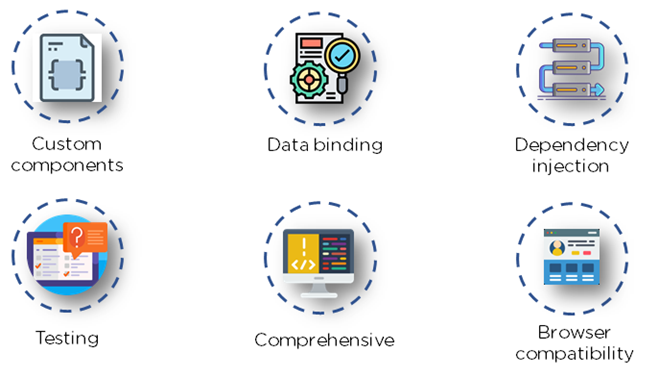 Custom
components
Data binding
Dependency
injection
Testing
Comprehensive
Browser
compatibility